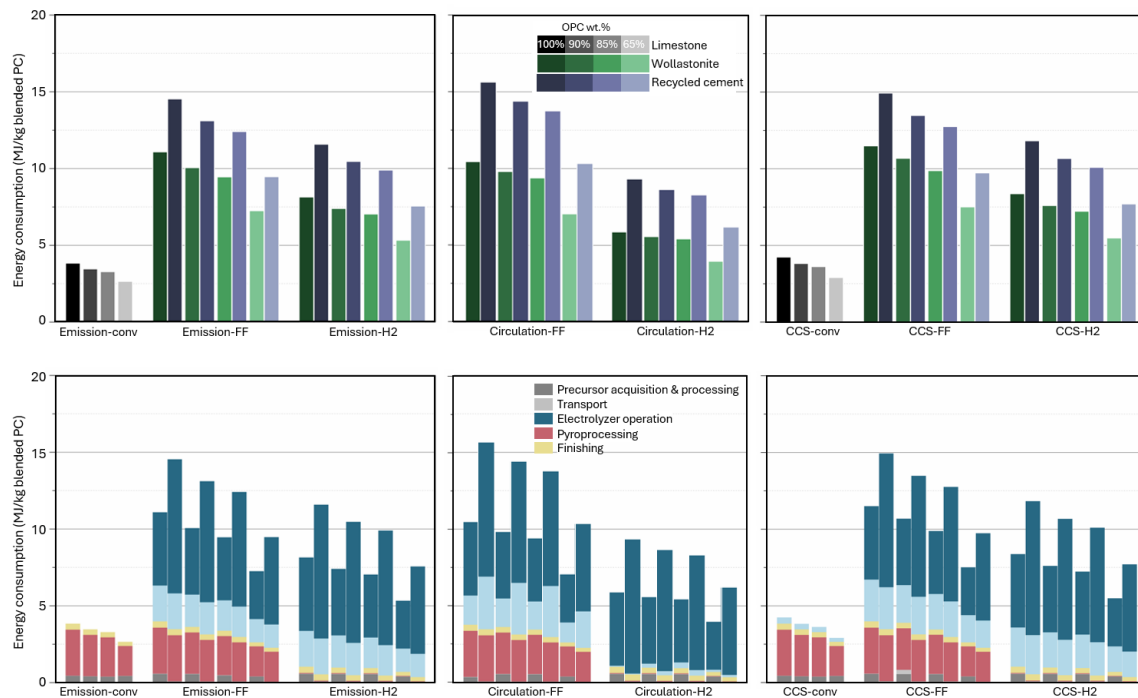 20
15
10
5
0
Energy consumption (MJ/kg blended PC)
Emission-conv
Emission-FF
Emission-H2
OPC wt.%
100% 90% 85% 65% Limestone
Wollastonite
Recycled cement
Circulation-FF
Circulation-H2
CCS-conv
CCS-FF
CCS-H2
20
15
10
5
0
Energy consumption (MJ/kg blended PC)
Emission-conv
Emission-FF
Emission-H2
Precursor acquisition & processing
Transport
Electrolyzer operation
Pyroprocessing
Finishing
Circulation-FF
Circulation-H2
CCS-conv
CCS-FF
CCS-H2